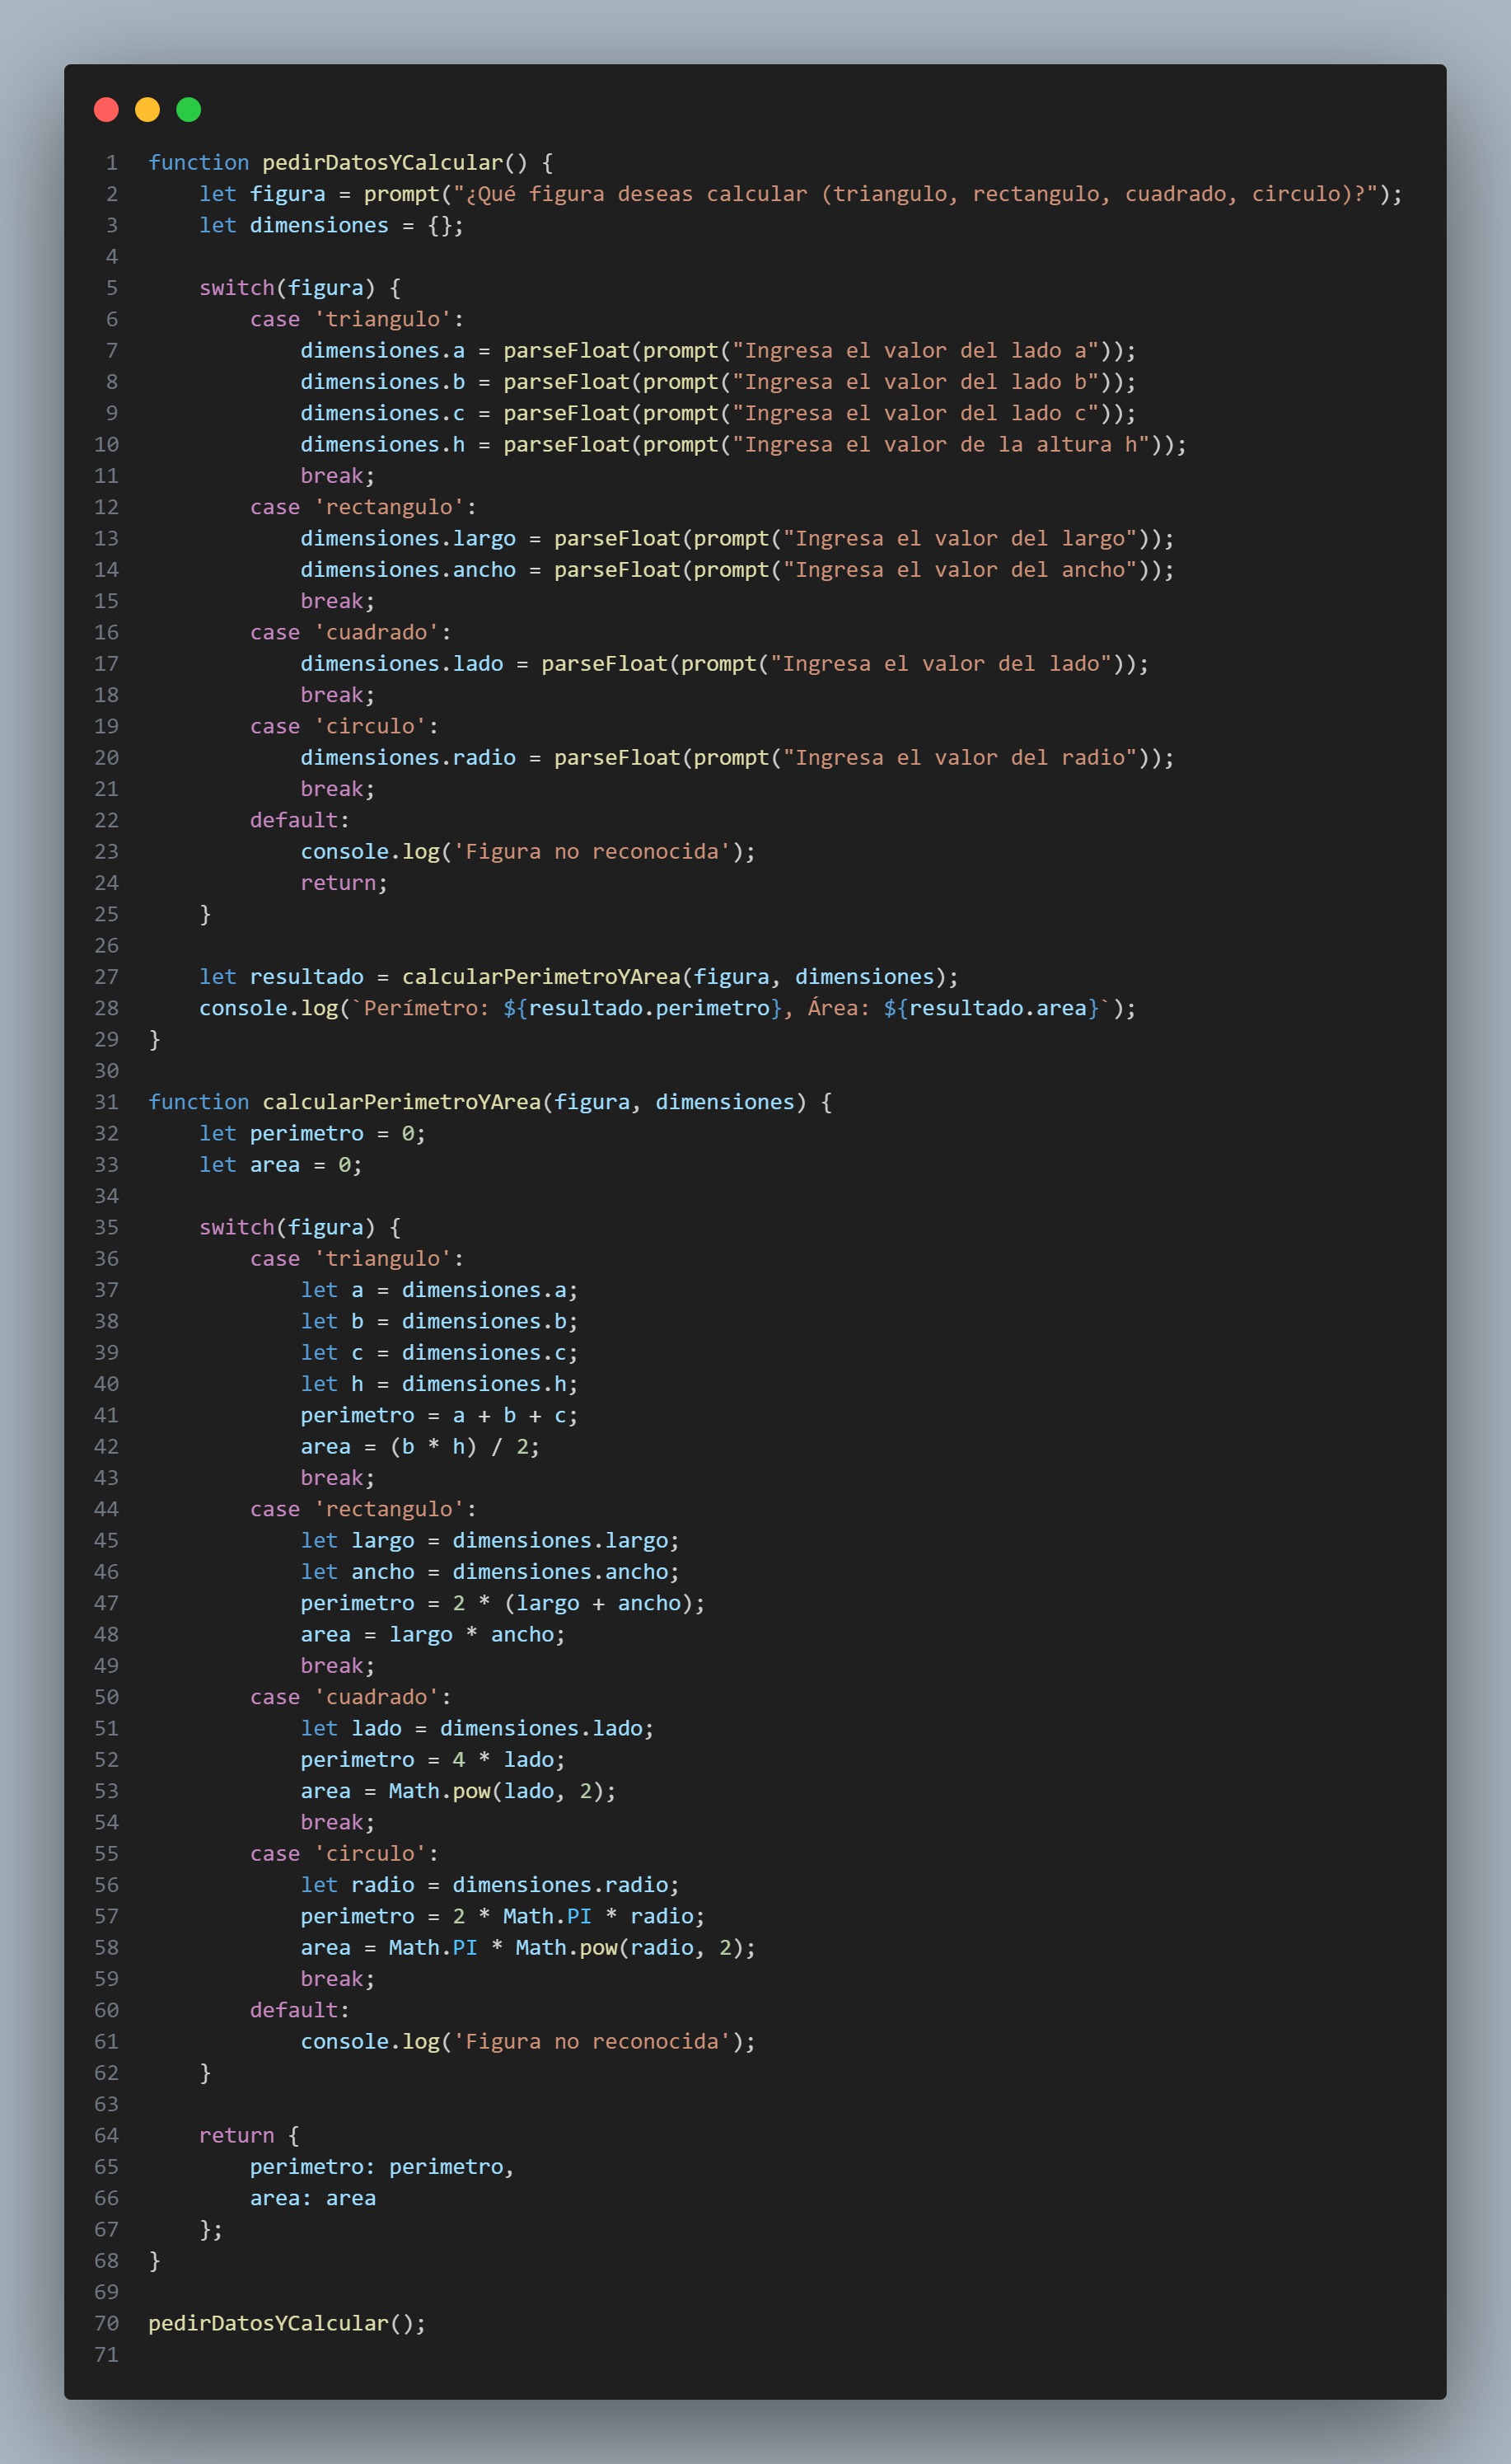 1 function pedirDatosYCalcular() {
2     let figura = prompt("¿Qué figura deseas calcular (triangulo, rectangulo, cuadrado, circulo)?");
3     let dimensiones = {};
4
5     switch(figura) {
6         case 'triangulo':
7             dimensiones.a = parseFloat(prompt("Ingresa el valor del lado a"));
8             dimensiones.b = parseFloat(prompt("Ingresa el valor del lado b"));
9             dimensiones.c = parseFloat(prompt("Ingresa el valor del lado c"));
10             dimensiones.h = parseFloat(prompt("Ingresa el valor de la altura h"));
11             break;
12         case 'rectangulo':
13             dimensiones.largo = parseFloat(prompt("Ingresa el valor del largo"));
14             dimensiones.ancho = parseFloat(prompt("Ingresa el valor del ancho"));
15             break;
16         case 'cuadrado':
17             dimensiones.lado = parseFloat(prompt("Ingresa el valor del lado"));
18             break;
19         case 'circulo':
20             dimensiones.radio = parseFloat(prompt("Ingresa el valor del radio"));
21             break;
22         default:
23             console.log('Figura no reconocida');
24             return;
25     }
26
27     let resultado = calcularPerimetroYArea(figura, dimensiones);
28     console.log(`Perímetro: ${resultado.perimetro}, Área: ${resultado.area}`);
29 }
30
31 function calcularPerimetroYArea(figura, dimensiones) {
32     let perimetro = 0;
33     let area = 0;
34
35     switch(figura) {
36         case 'triangulo':
37             let a = dimensiones.a;
38             let b = dimensiones.b;
39             let c = dimensiones.c;
40             let h = dimensiones.h;
41             perimetro = a + b + c;
42             area = (b * h) / 2;
43             break;
44         case 'rectangulo':
45             let largo = dimensiones.largo;
46             let ancho = dimensiones.ancho;
47             perimetro = 2 * (largo + ancho);
48             area = largo * ancho;
49             break;
50         case 'cuadrado':
51             let lado = dimensiones.lado;
52             perimetro = 4 * lado;
53             area = Math.pow(lado, 2);
54             break;
55         case 'circulo':
56             let radio = dimensiones.radio;
57             perimetro = 2 * Math.PI * radio;
58             area = Math.PI * Math.pow(radio, 2);
59             break;
60         default:
61             console.log('Figura no reconocida');
62     }
63
64     return {
65         perimetro: perimetro,
66         area: area
67     };
68 }
69
70 pedirDatosYCalcular();
71